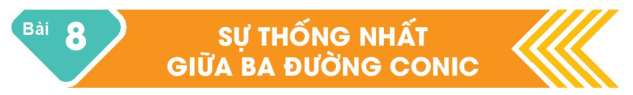 Bài 8
SỰ THỐNG NHẤT
GIỮA BA ĐƯỜNG CONIC